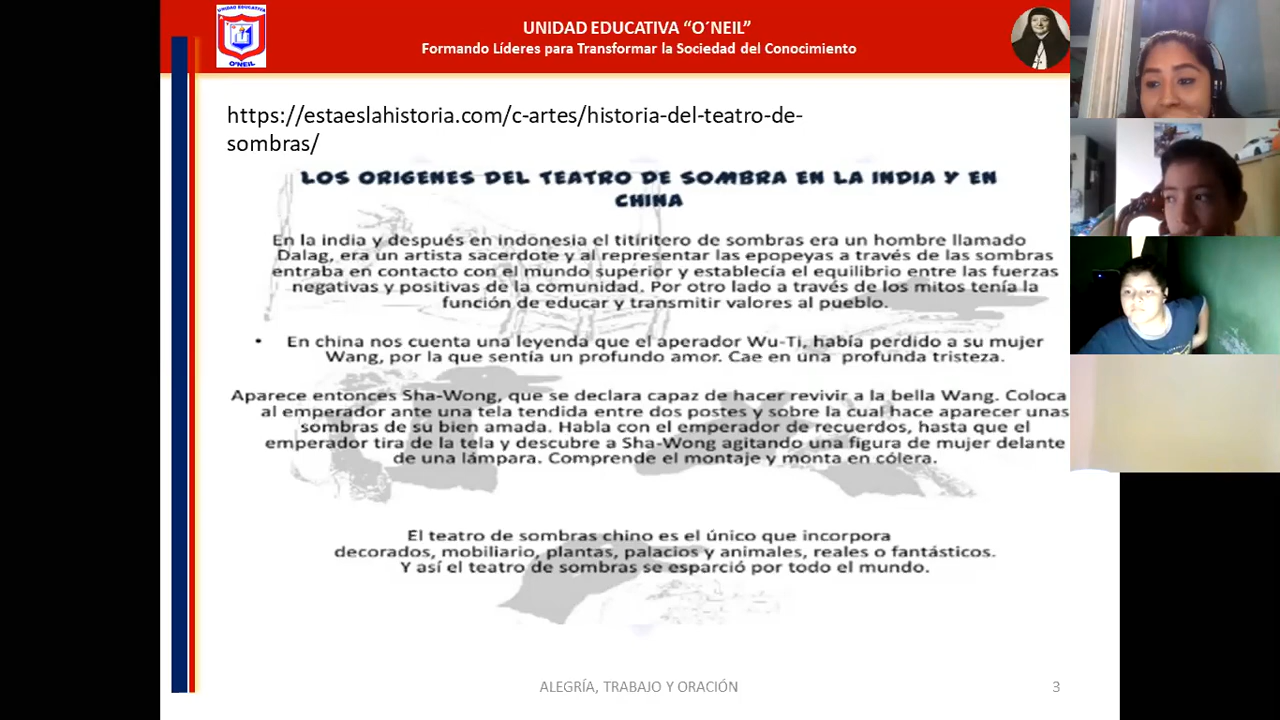 UNIDAD EDUCATIVA
O´NEIL
UNIDAD EDUCATIVA “O´NEIL”
Formando Líderes para Transformar la Sociedad del Conocimiento
https://estaeslahistoria.com/c-artes/historia-del-teatro-de-
sombras/
LOS ORIGENES DEL TEATRO DE SOMBRA EN LA INDIA Y EN
CHINA
En la india y después en indonesia el titiritero de sombras era un hombre llamado
Dalag, era un artista sacerdote y al representar las epopeyas a través de las sombras
entraba en contacto con el mundo superior y establecía el equilibrio entre las fuerzas
negativas y positivas de la comunidad. Por otro lado a través de los mitos tenía la
función de educar y transmitir valores al pueblo.
• En china nos cuenta una leyenda que el aperador Wu-Ti, había perdido a su mujer
Wang, por la que sentía un profundo amor. Cae en una profunda tristeza.
Aparece entonces Sha-Wong, que se declara capaz de hacer revivir a la bella Wang. Coloca
al emperador ante una tela tendida entre dos postes y sobre la cual hace aparecer unas
sombras de su bien amada. Habla con el emperador de recuerdos, hasta que el
emperador tira de la tela y descubre a Sha-Wong agitando una figura de mujer delante
de una lámpara. Comprende el montaje y monta en cólera.
El teatro de sombras chino es el único que incorpora
decorados, mobiliario, plantas, palacios y animales, reales o fantásticos.
Y así el teatro de sombras se esparció por todo el mundo.
ALEGRÍA, TRABAJO Y ORACIÓN
3